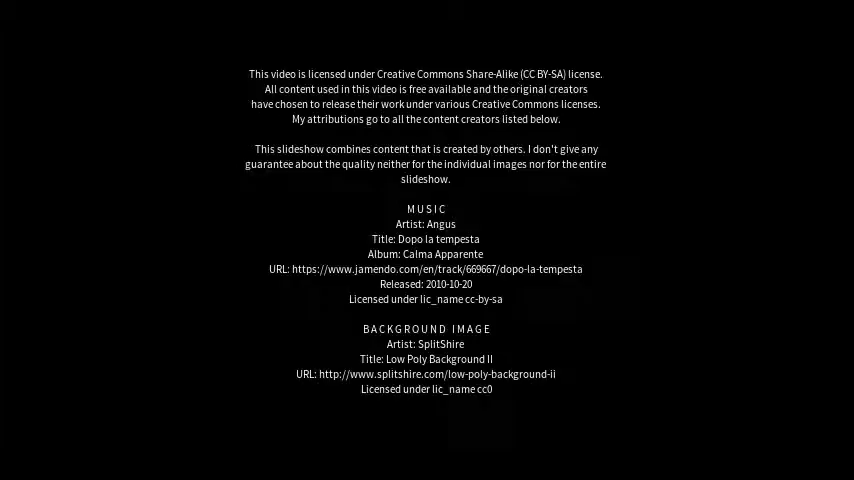 This video is licensed under Creative Commons Share-Alike (CC BY-SA) license.
All content used in this video is free available and the original creators
have chosen to release their work under various Creative Commons licenses.
My attributions go to all the content creators listed below.
This slideshow combines content that is created by others. I don't give any
guarantee about the quality neither for the individual images nor for the entire
slideshow.
MUSIC
Artist: Angus
Title: Dopo la tempesta
Album: Calma Apparente
URL: https://www.jamendo.com/en/track/669667/dopo-la-tempesta
Released: 2010-10-20
Licensed under lic_name cc-by-sa
BACKGROUND IMAGE
Artist: SplitShire
Title: Low Poly Background II
URL: http://www.splitshire.com/low-poly-background-ii
Licensed under lic_name cc0